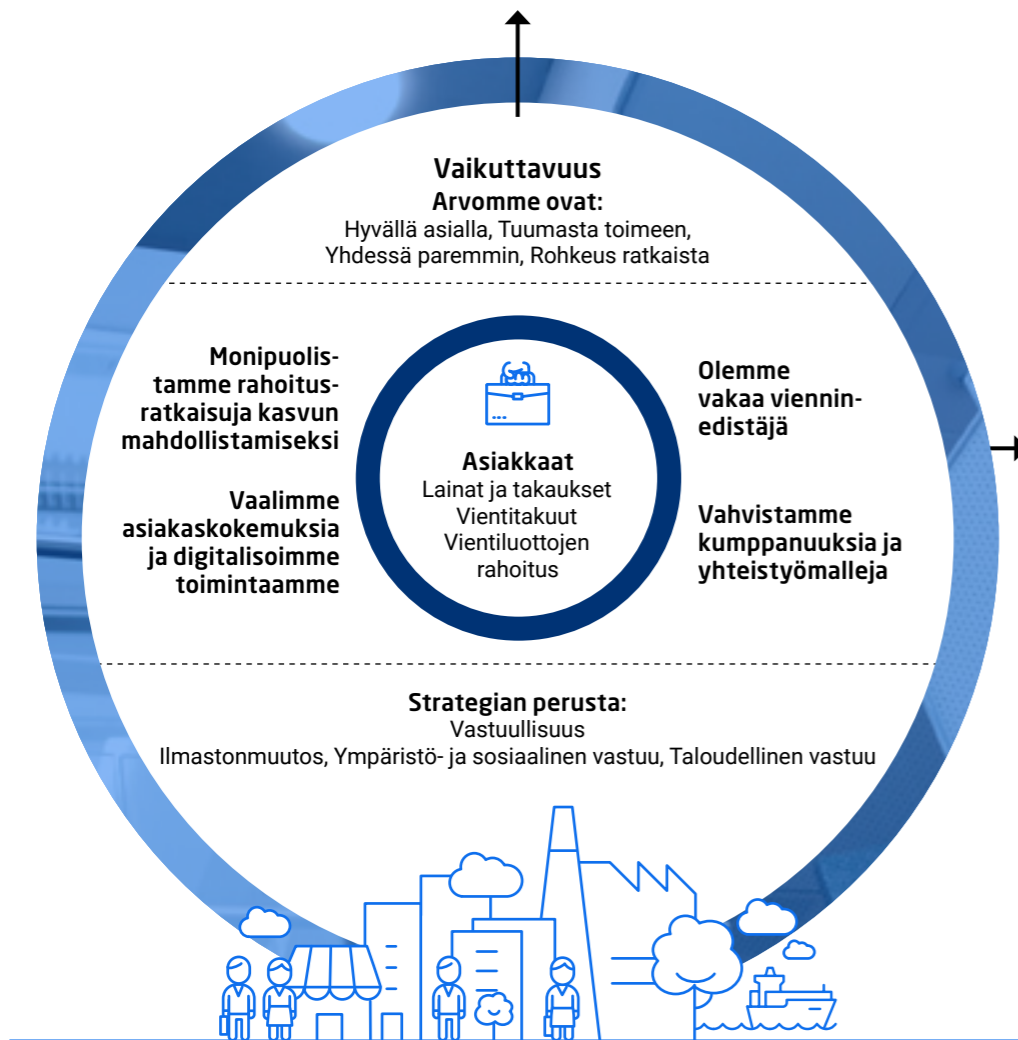 Vaikuttavuus
Arvomme ovat:
Hyvällä asialla, Tuumasta toimeen,
Yhdessä paremmin, Rohkeus ratkaista
Monipuolis-
tamme rahoitus-
ratkaisuja kasvun
mahdollistamiseksi
Vaalimme
asiakaskokemuksia
ja digitalisoimme
toimintaamme
Asiakkaat
Lainat ja takaukset
Vientitakuut
Vientiluottojen
rahoitus
Olemme
vakaa viennin-
edistäjä
Vahvistamme
kumppanuuksia ja
yhteistyömalleja
Strategian perusta:
Vastuullisuus
Ilmastonmuutos, Ympäristö- ja sosiaalinen vastuu, Taloudellinen vastuu